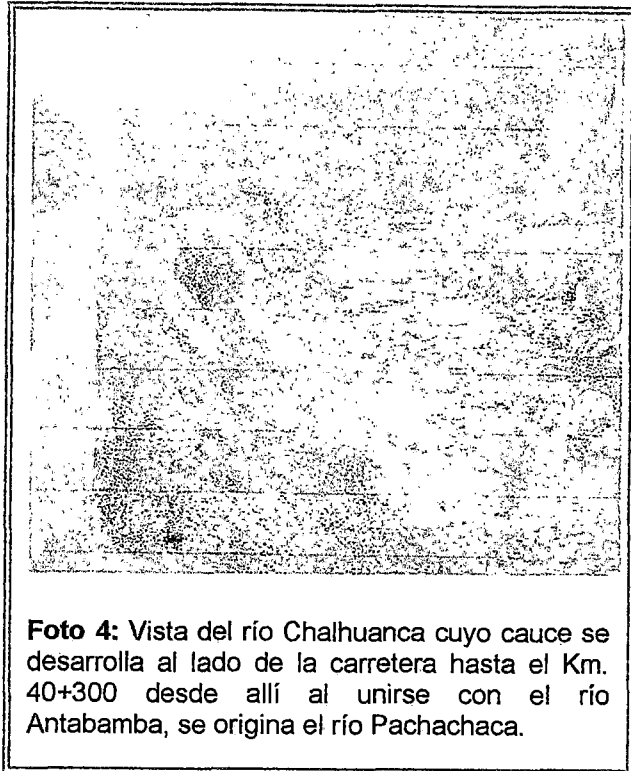 Foto 4: Vista del río Chalhuanca cuyo cauce se
desarrolla al lado de la carretera hasta el Km.
40+300 desde allí al unirse con el río
Antabamba, se origina el río Pachachaca.